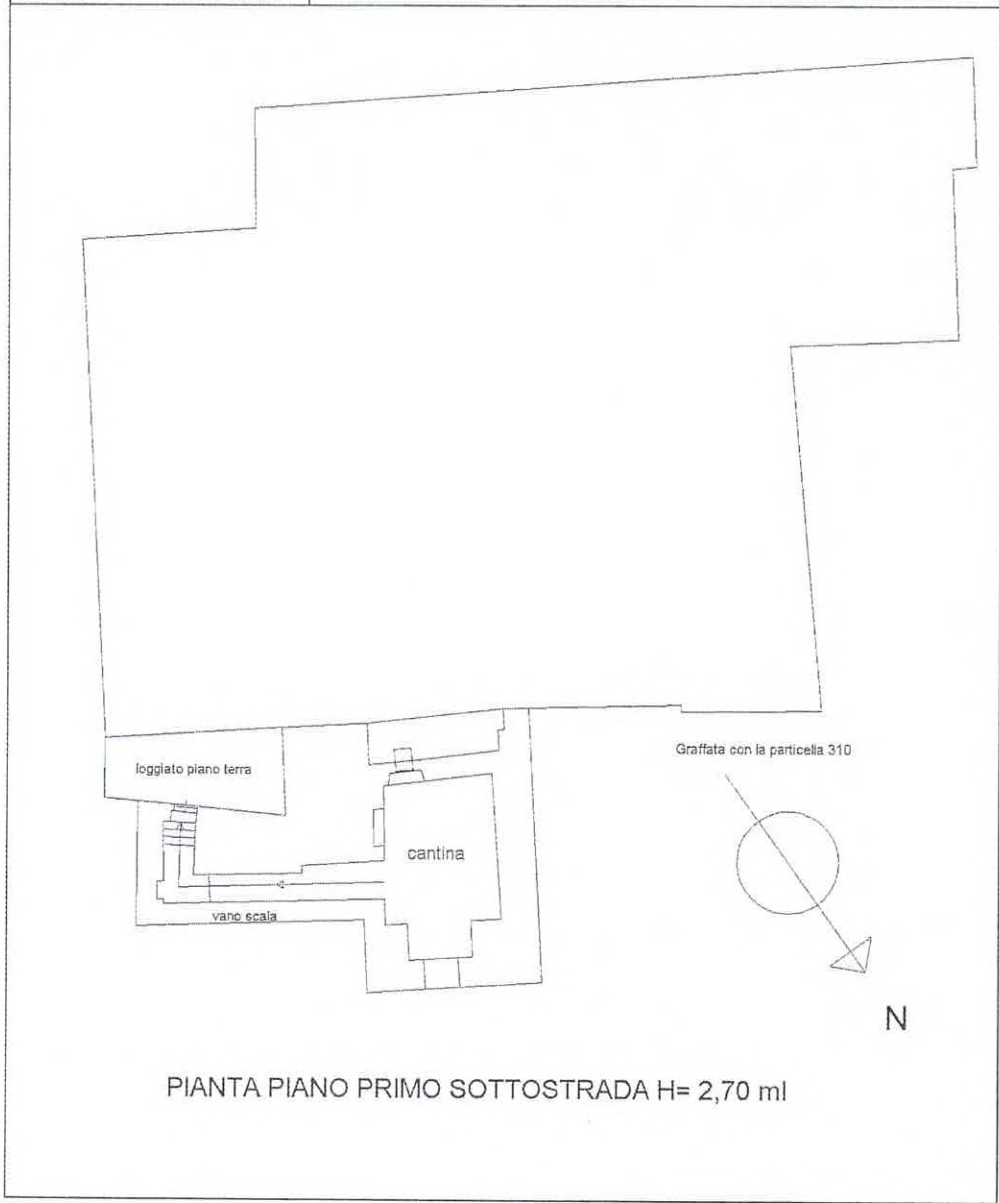 loggiato piano terra
Graffata con la particella 310
cantina
vano scala
N
PIANTA PIANO PRIMO SOTTOSTRADA H= 2,70 ml